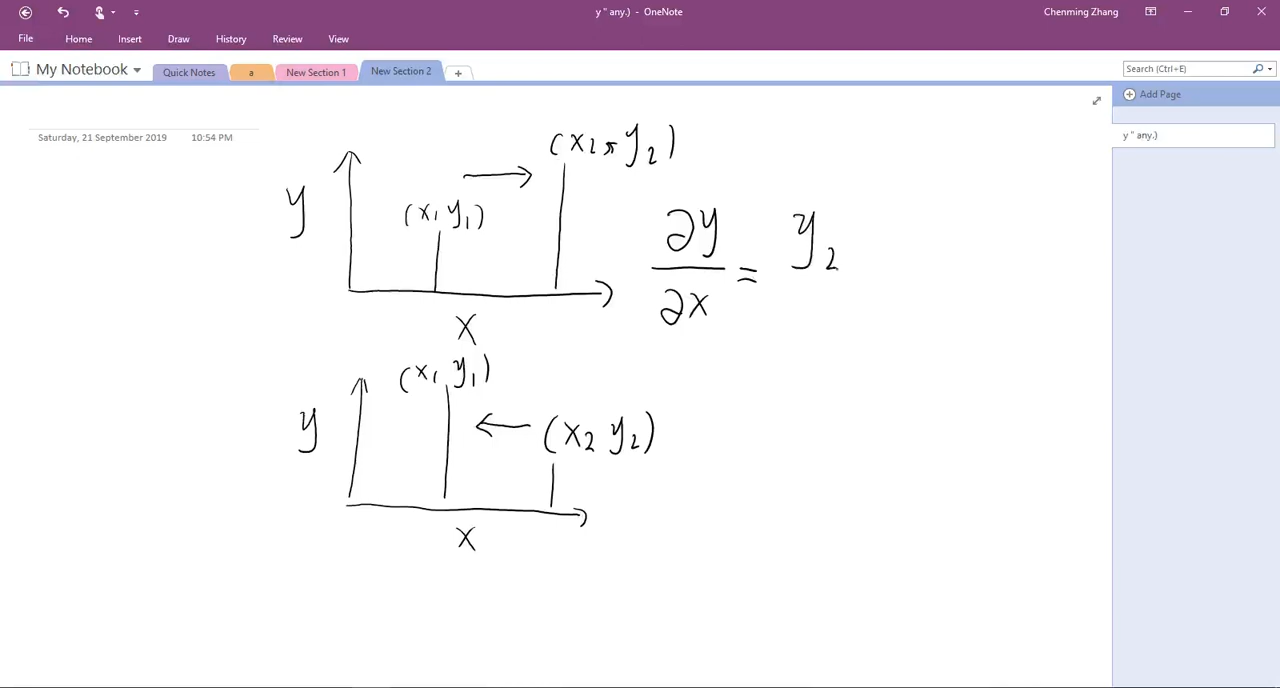 y " any.) - OneNote
Chenming Zhang
File Home Insert Draw History Review View
My Notebook
Quick Notes
a
New Section 1
New Section 2
Search (Ctrl+E)
Add Page
y " any.)
Saturday, 21 September 2019 10:54 PM
(x₂, y₂)
y
(x₁ y₁)
∂y/∂x = y₂
x
(x₁ y₁)
y
(x₂ y₂)
x